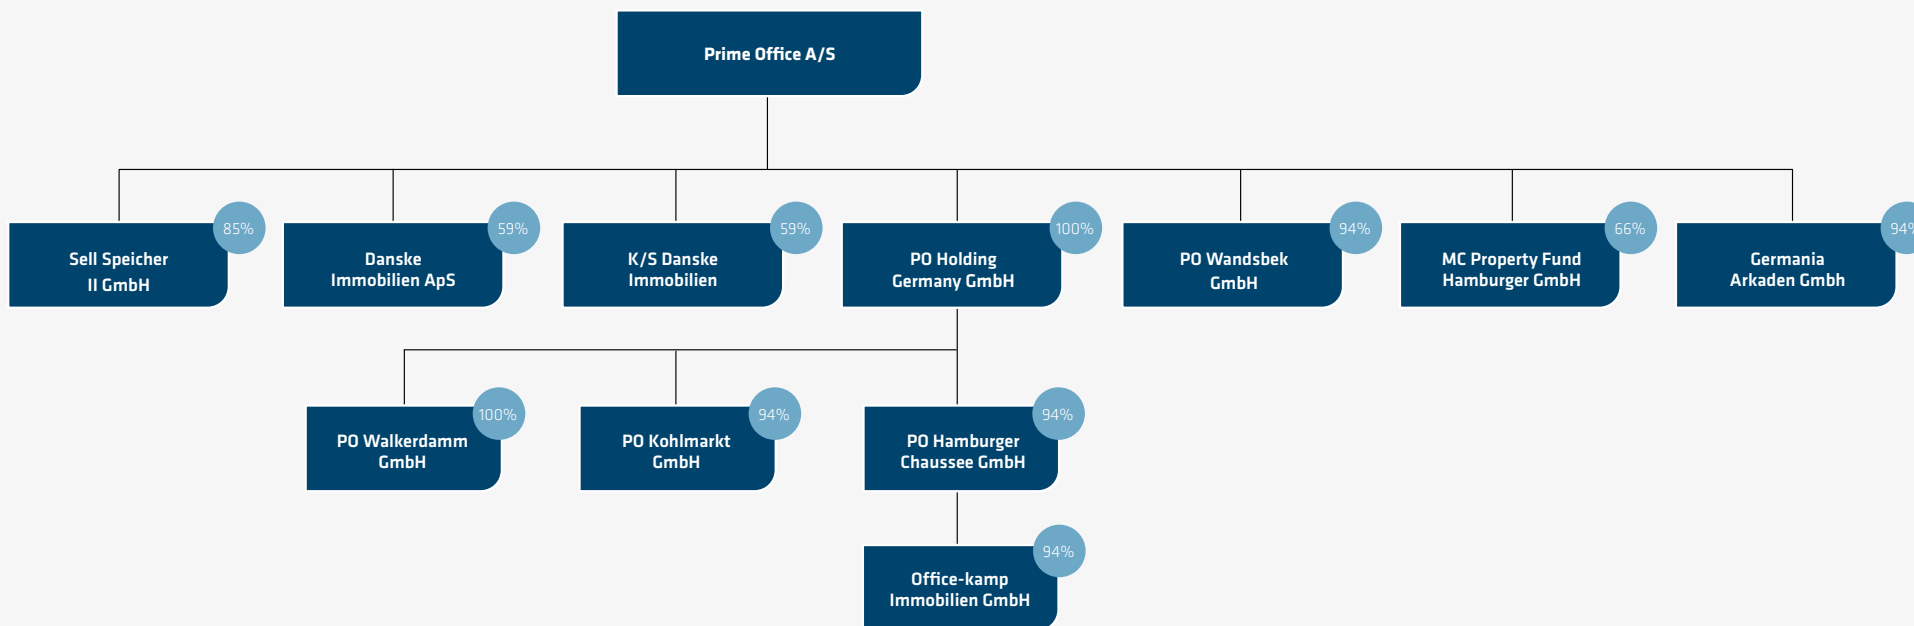 Prime Office A/S
85%
Sell Speicher
II GmbH
59%
Danske
Immobilien ApS
59%
K/S Danske
Immobilien
100%
PO Holding
Germany GmbH
94%
PO Wandsbek
GmbH
66%
MC Property Fund
Hamburger GmbH
94%
Germania
Arkaden Gmbh
100%
PO Walkerdamm
GmbH
94%
PO Kohlmarkt
GmbH
94%
PO Hamburger
Chaussee GmbH
94%
Office-kamp
Immobilien GmbH